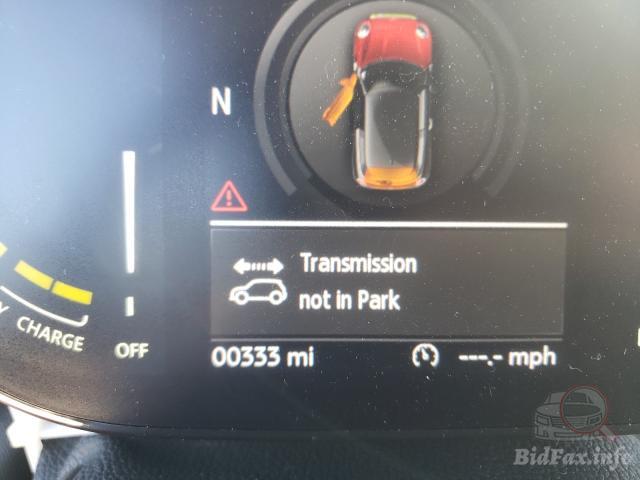 N
Transmission
not in Park
CHARGE
OFF
00333 mi
---.- mph
BidFax.info